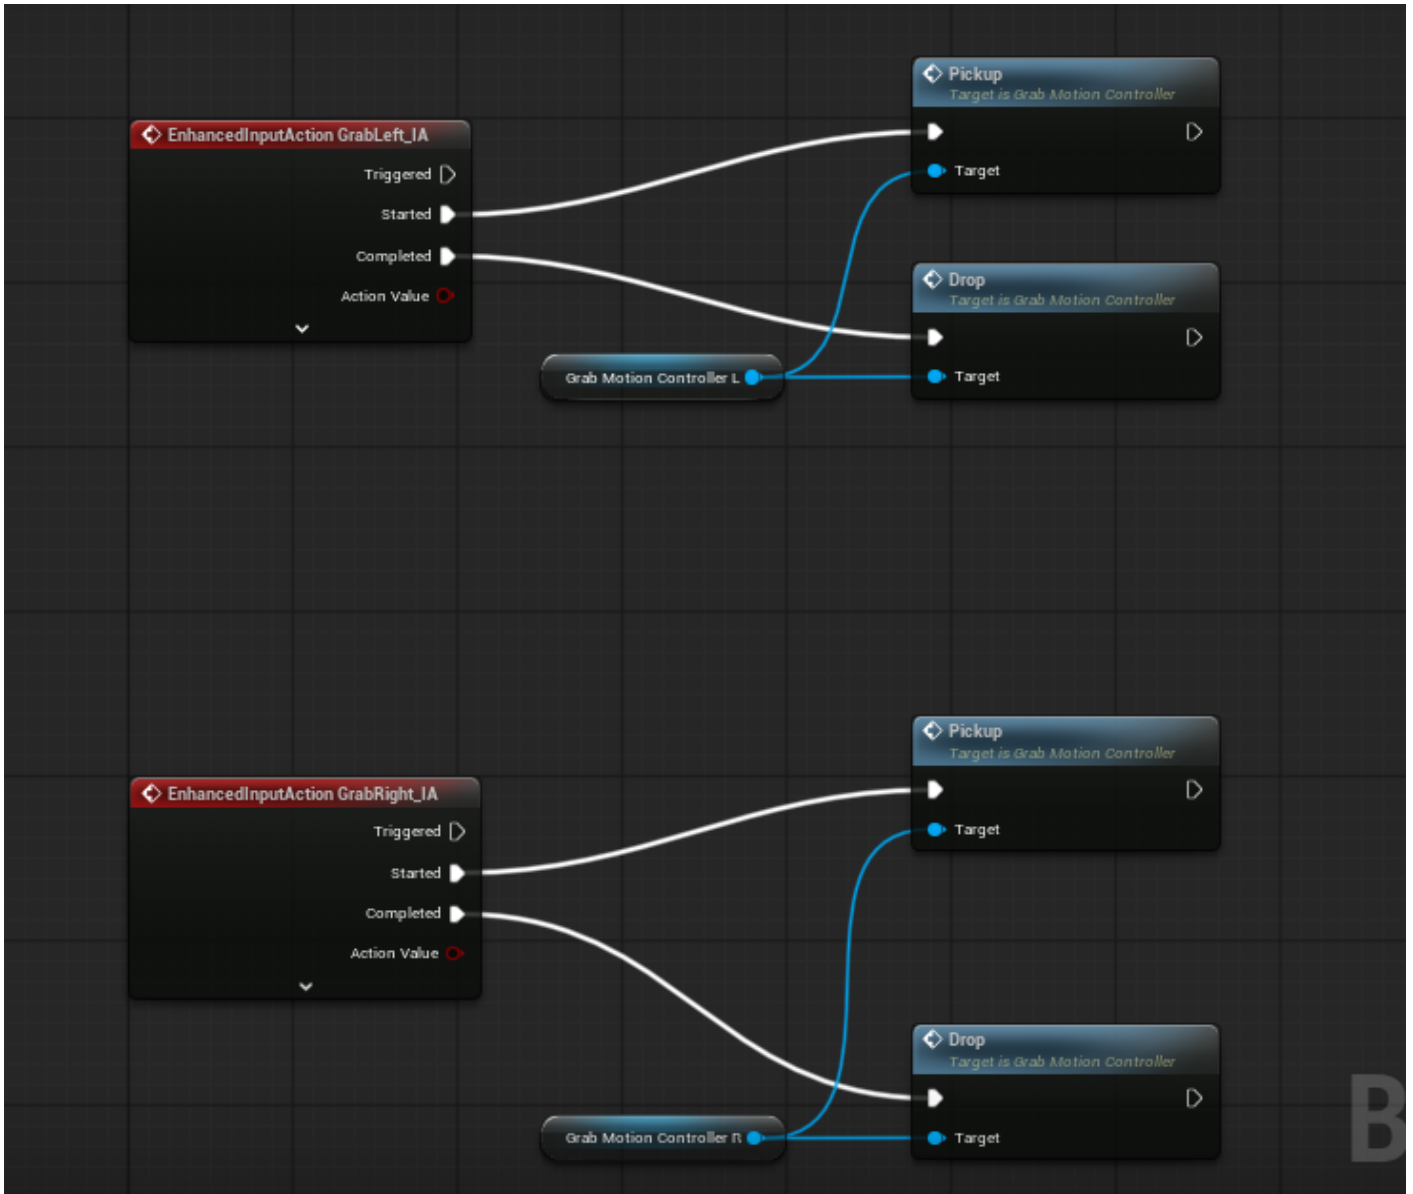 Pickup
Target is Grab Motion Controller
Target
EnhancedInputAction GrabLeft_IA
Triggered
Started
Completed
Action Value
Drop
Target is Grab Motion Controller
Target
Grab Motion Controller L
Pickup
Target is Grab Motion Controller
Target
EnhancedInputAction GrabRight_IA
Triggered
Started
Completed
Action Value
Drop
Target is Grab Motion Controller
Target
Grab Motion Controller R
B